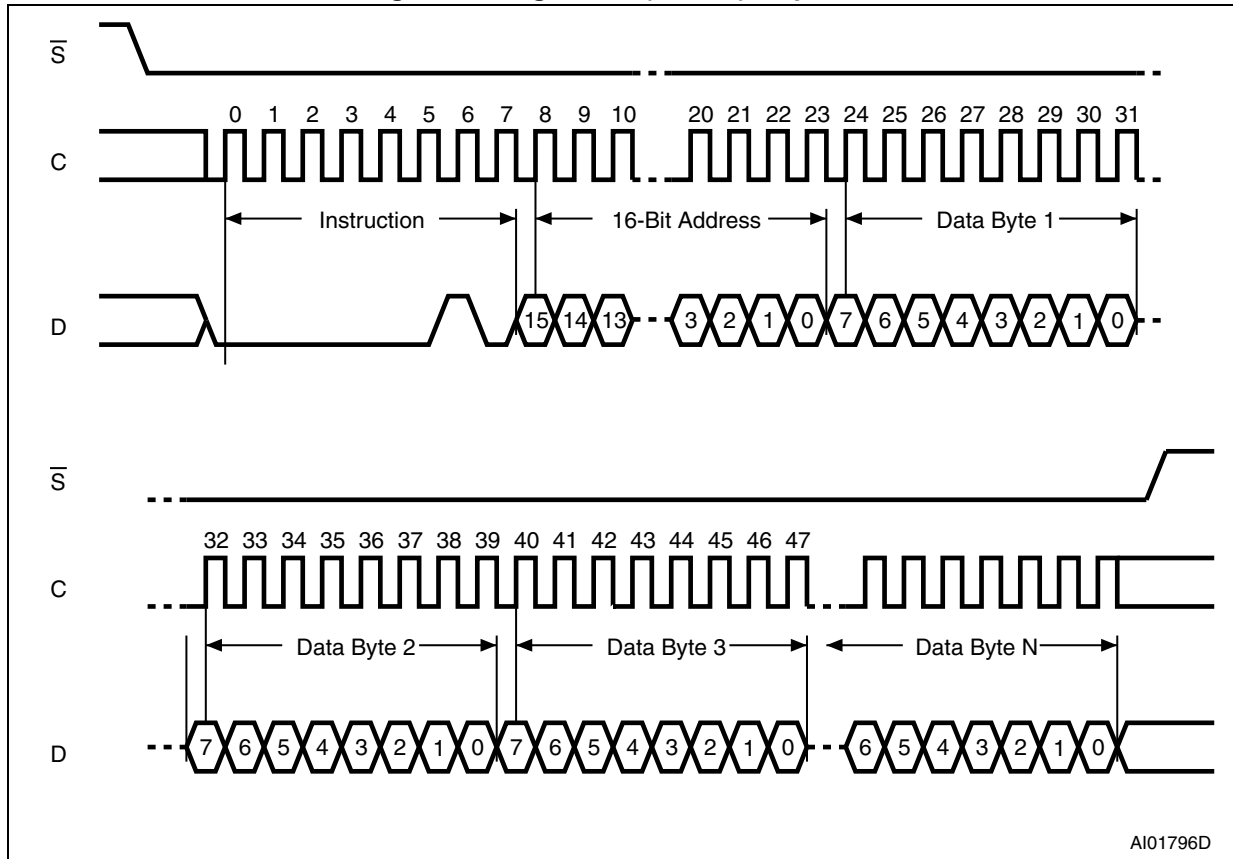 S
0 1 2 3 4 5 6 7 8 9 10 20 21 22 23 24 25 26 27 28 29 30 31
C
Instruction 16-Bit Address Data Byte 1
D 15 14 13 3 2 1 0 7 6 5 4 3 2 1 0
S
32 33 34 35 36 37 38 39 40 41 42 43 44 45 46 47
C
Data Byte 2 Data Byte 3 Data Byte N
D 7 6 5 4 3 2 1 0 7 6 5 4 3 2 1 0 6 5 4 3 2 1 0
AI01796D